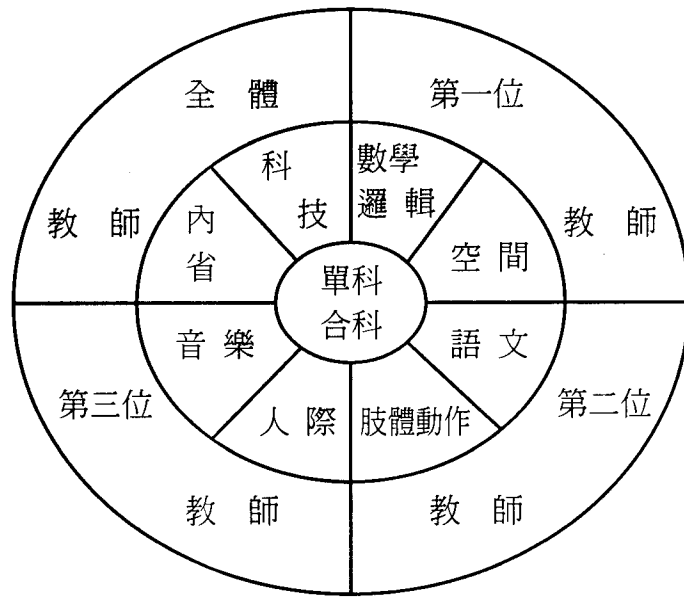 全體
教師
第一位
教師
科技
數學
邏輯
內省
空間
單科
合科
音樂
語文
人際
肢體動作
第三位
教師
第二位
教師